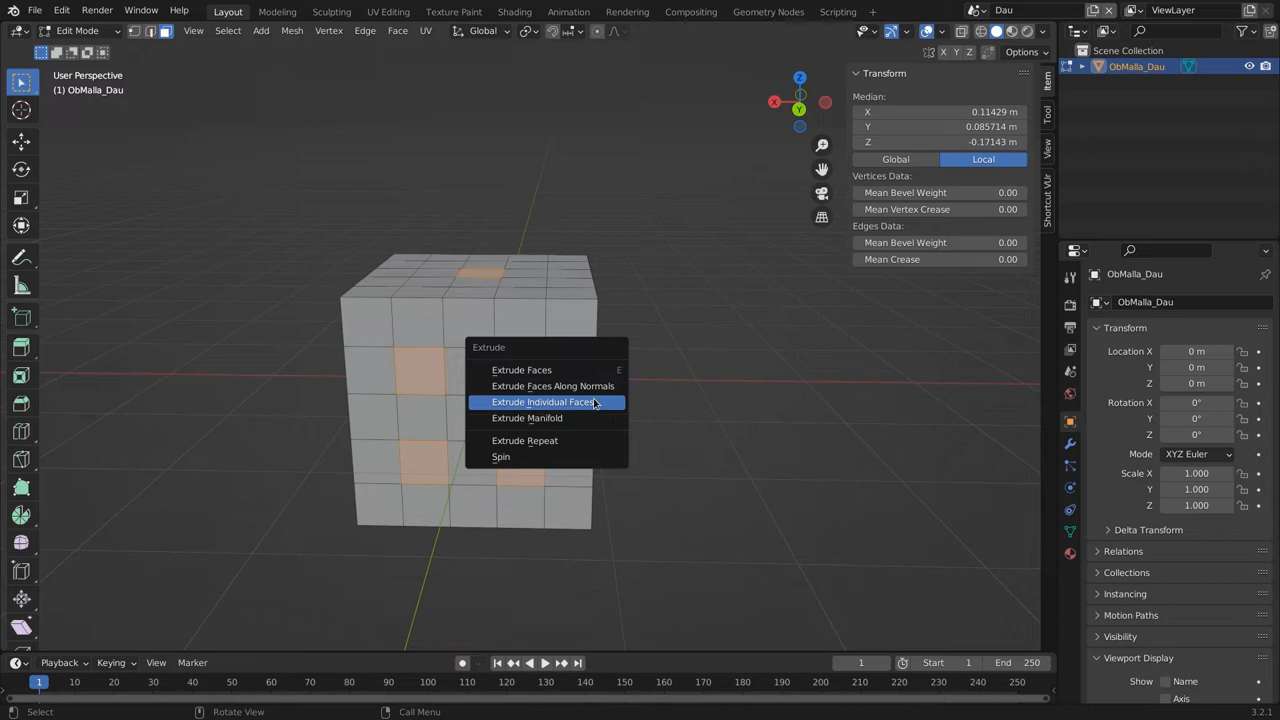 File Edit Render Window Help Layout Modeling Sculpting UV Editing Texture Paint Shading Animation Rendering Compositing Geometry Nodes Scripting Dau ViewLayer
Edit Mode View Select Add Mesh Vertex Edge Face UV Global
X Y Z Options
User Perspective
(1) ObMalla_Dau
Z
X
Y
Transform
Median:
X 0.11429 m
Y 0.085714 m
Z -0.17143 m
Global Local
Vertices Data:
Mean Bevel Weight 0.00
Mean Vertex Crease 0.00
Edges Data:
Mean Bevel Weight 0.00
Mean Crease 0.00
Item
Tool
View
Shortcut VUr
Extrude
Extrude Faces E
Extrude Faces Along Normals
Extrude Individual Faces
Extrude Manifold
Extrude Repeat
Spin
Scene Collection
ObMalla_Dau
ObMalla_Dau
ObMalla_Dau
Transform
Location X 0 m
Y 0 m
Z 0 m
Rotation X 0°
Y 0°
Z 0°
Mode XYZ Euler
Scale X 1.000
Y 1.000
Z 1.000
Delta Transform
Relations
Collections
Instancing
Motion Paths
Visibility
Viewport Display
Show Name
Axis
Playback Keying View Marker 1 Start 1 End 250
1 10 20 30 40 50 60 70 80 90 100 110 120 130 140 150 160 170 180 190 200 210 220 230 240 250
Select Rotate View Call Menu 3.2.1